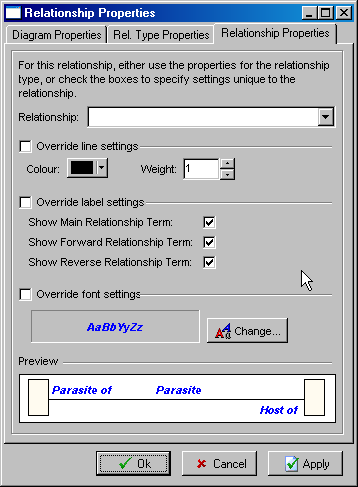 Relationship Properties
Diagram Properties Rel. Type Properties Relationship Properties
For this relationship, either use the properties for the relationship
type, or check the boxes to specify settings unique to the
relationship.
Relationship:
Override line settings
Colour: Weight: 1
Override label settings
Show Main Relationship Term:
Show Forward Relationship Term:
Show Reverse Relationship Term:
Override font settings
AaBbYyZz AAa Change...
Preview
Parasite of Parasite
Host of
Ok Cancel Apply